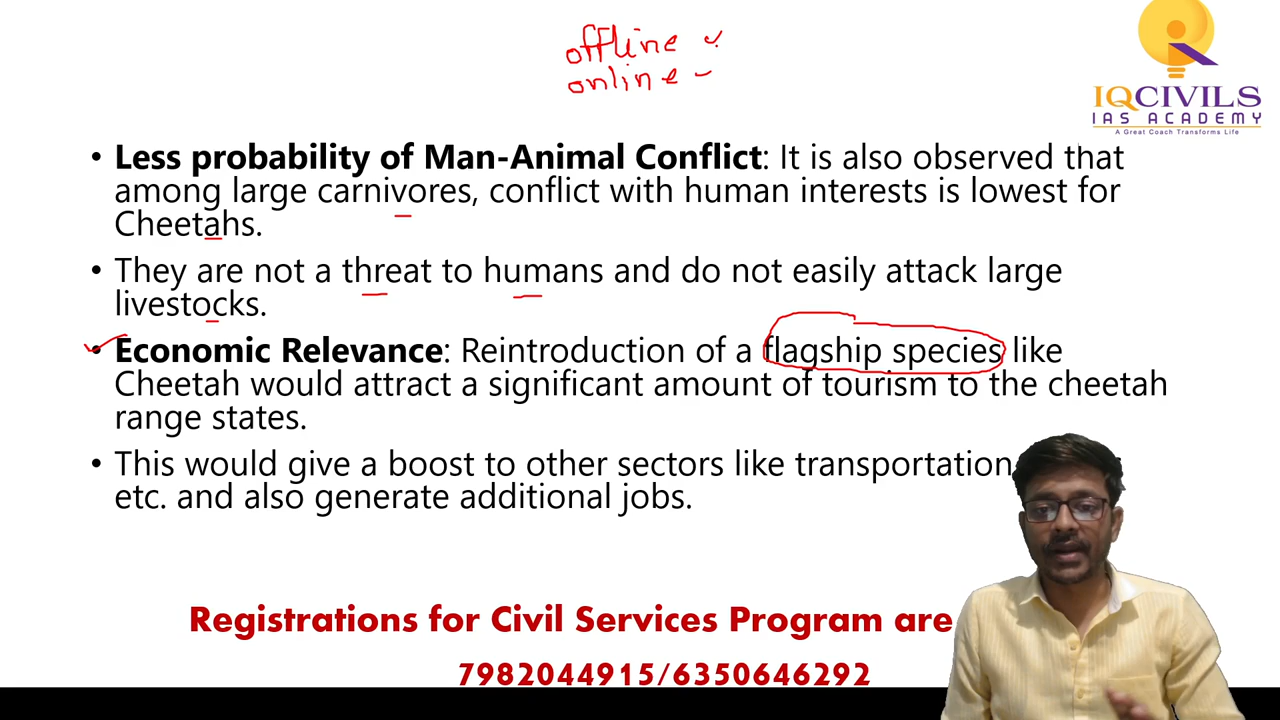 offline
online
IQCIVILS
IAS ACADEMY
A Great Coach Transforms Life
• Less probability of Man-Animal Conflict: It is also observed that
among large carnivores, conflict with human interests is lowest for
Cheetahs.
• They are not a threat to humans and do not easily attack large
livestocks.
• Economic Relevance: Reintroduction of a flagship species like
Cheetah would attract a significant amount of tourism to the cheetah
range states.
• This would give a boost to other sectors like transportation
etc. and also generate additional jobs.
Registrations for Civil Services Program are
7982044915/6350646292